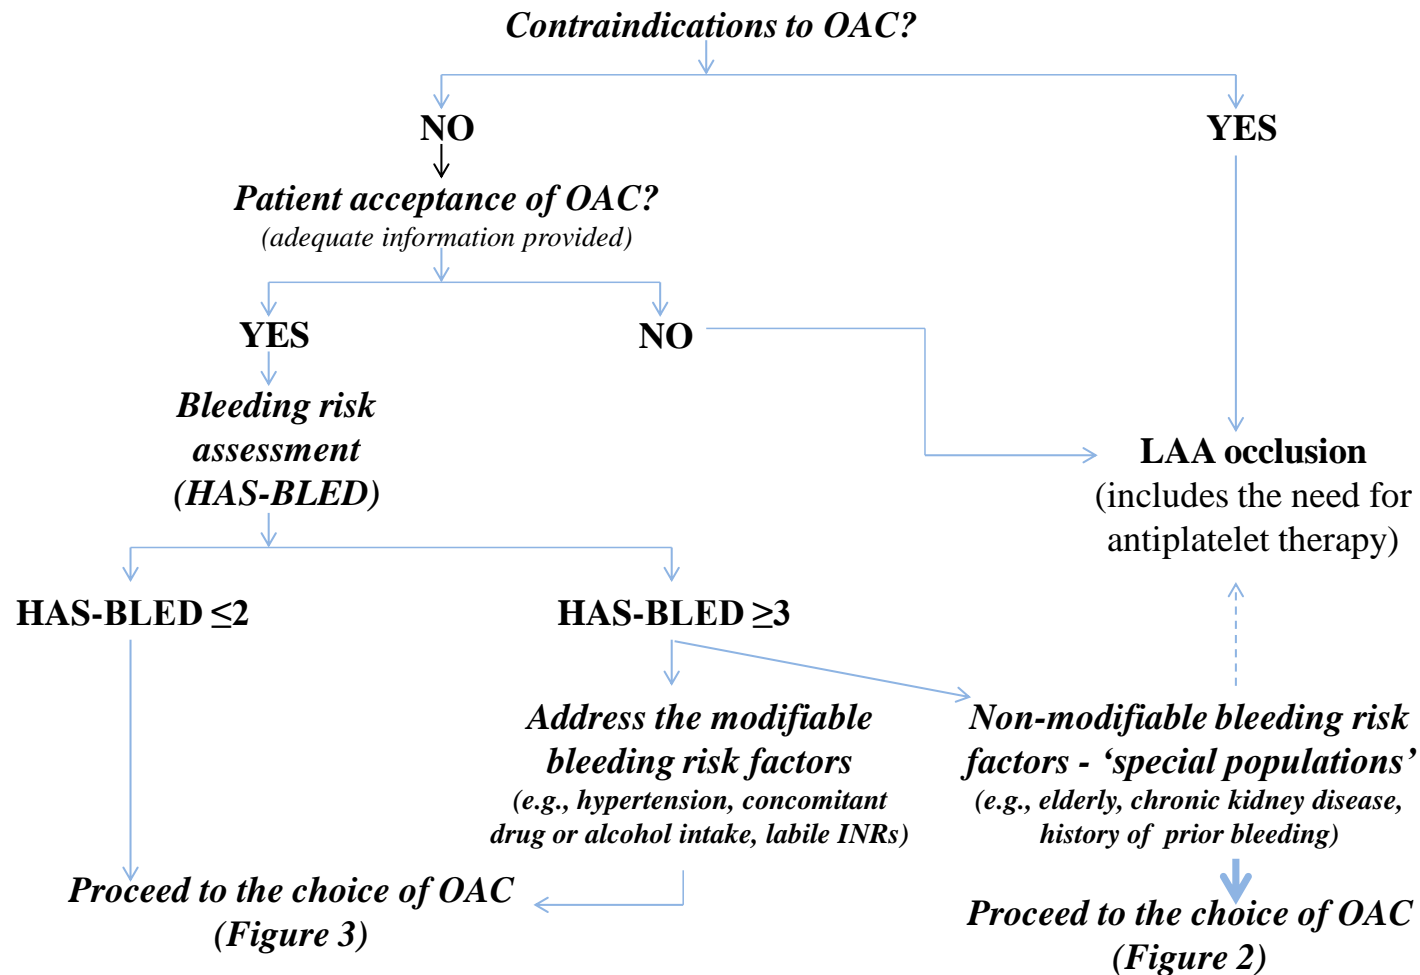 Contraindications to OAC?
NO
YES
Patient acceptance of OAC?
(adequate information provided)
YES
NO
Bleeding risk
assessment
(HAS-BLED)
LAA occlusion
(includes the need for
antiplatelet therapy)
HAS-BLED ≤2
HAS-BLED ≥3
Address the modifiable
bleeding risk factors
(e.g., hypertension, concomitant
drug or alcohol intake, labile INRs)
Non-modifiable bleeding risk
factors - ‘special populations’
(e.g., elderly, chronic kidney disease,
history of prior bleeding)
Proceed to the choice of OAC
(Figure 3)
Proceed to the choice of OAC
(Figure 2)